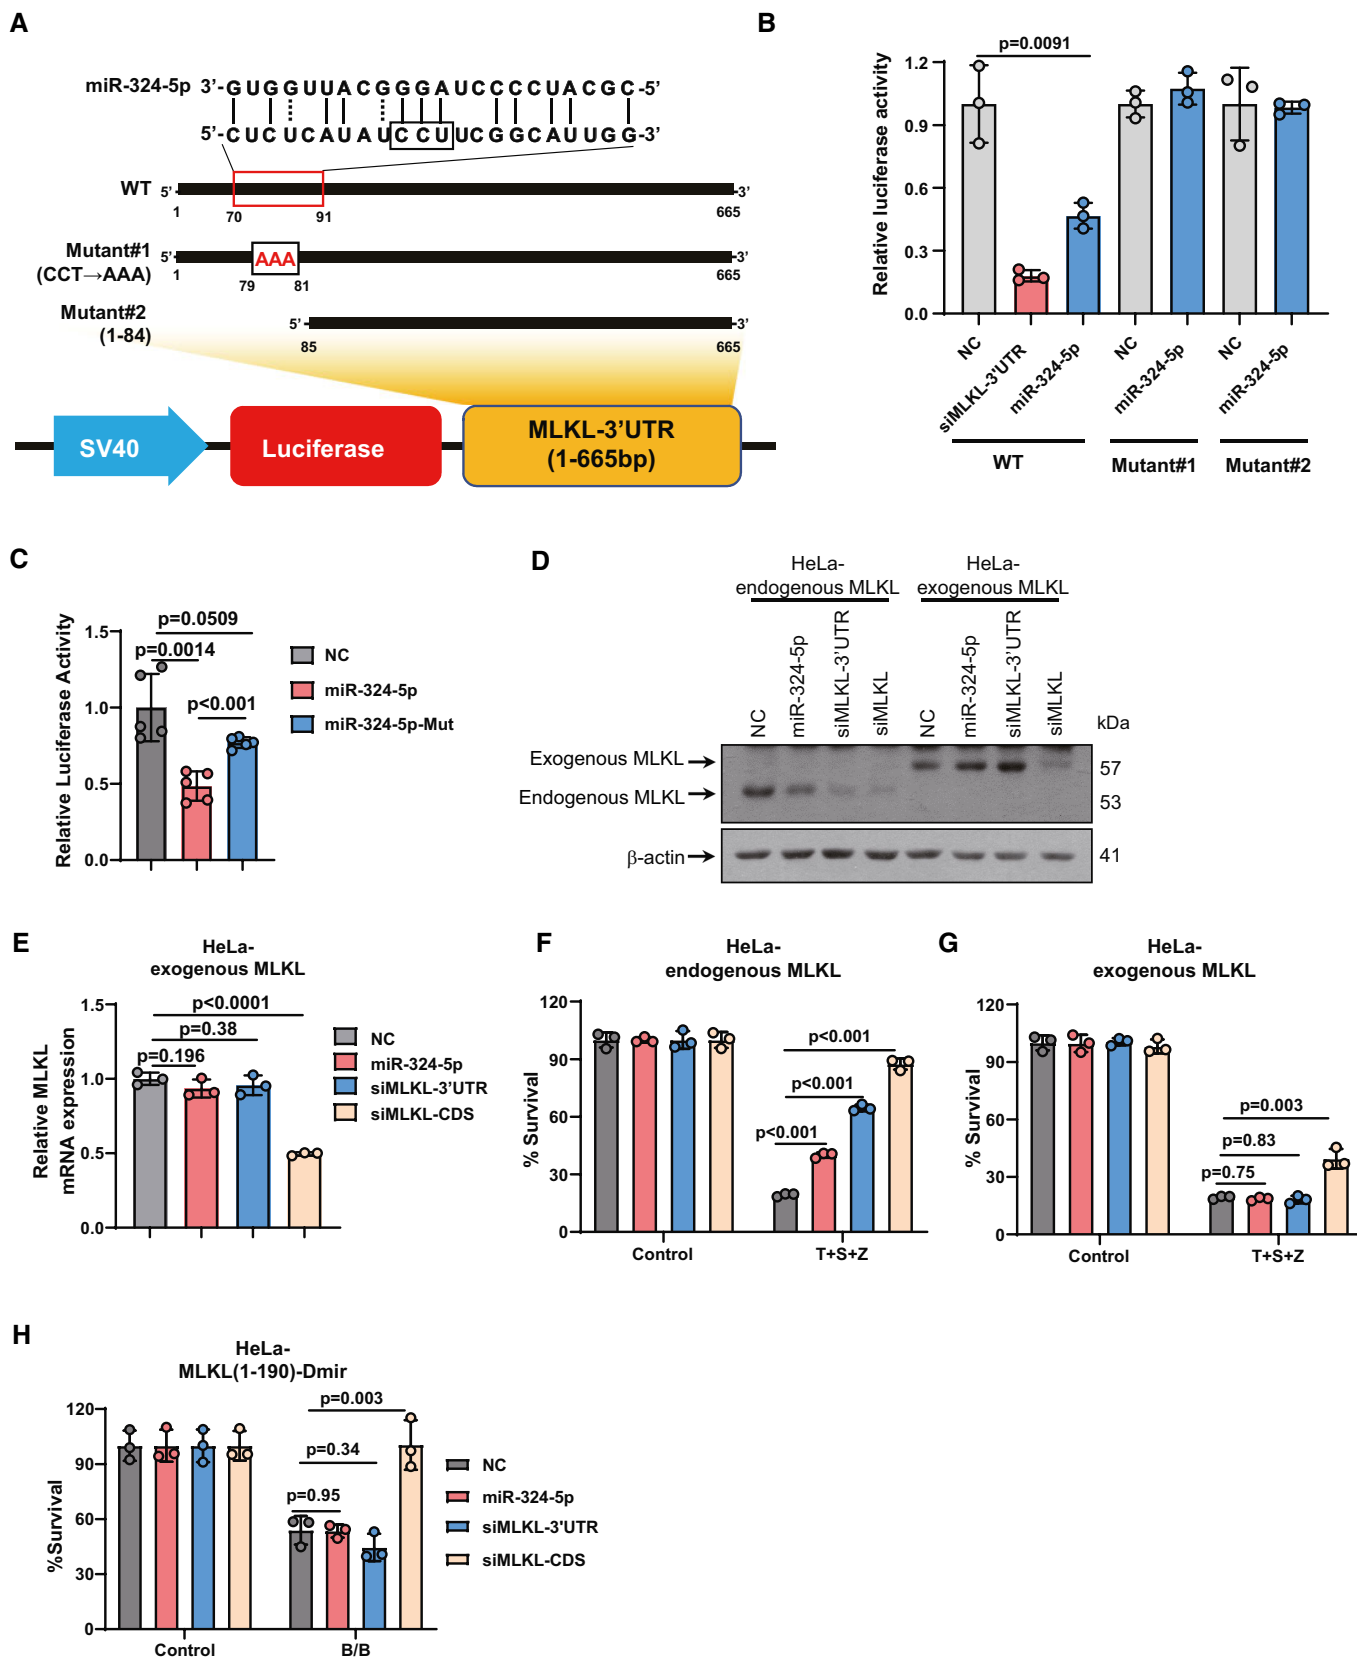 A
miR-324-5p 3'-GUGGUUACGGGAUCCCCUACGC-5'
5'-CUCUCAUAUCCUUCGGCAUUGG-3'
WT 5' 3'
1 70 91 665
Mutant#1 5' AAA 3'
(CCT→AAA) 1 79 81 665
Mutant#2 5' 3'
(1-84) 85 665
SV40 Luciferase MLKL-3'UTR
(1-665bp)
B
p=0.0091
Relative luciferase activity
1.2
0.9
0.6
0.3
0.0
NC siMLKL-3'UTR miR-324-5p NC miR-324-5p NC miR-324-5p
WT Mutant#1 Mutant#2
C
Relative Luciferase Activity
1.5
1.0
0.5
0.0
p=0.0509
p=0.0014
p<0.001
NC
miR-324-5p
miR-324-5p-Mut
D
HeLa- HeLa-
endogenous MLKL exogenous MLKL
NC miR-324-5p siMLKL-3'UTR siMLKL NC miR-324-5p siMLKL-3'UTR siMLKL
kDa
Exogenous MLKL 57
Endogenous MLKL 53
β-actin 41
E
HeLa-
exogenous MLKL
Relative MLKL
mRNA expression
1.5
1.0
0.5
0.0
p<0.0001
p=0.38
p=0.196
NC
miR-324-5p
siMLKL-3'UTR
siMLKL-CDS
F
HeLa-
endogenous MLKL
% Survival
120
90
60
30
0
p<0.001
p<0.001
p<0.001
Control T+S+Z
G
HeLa-
exogenous MLKL
% Survival
120
90
60
30
0
p=0.003
p=0.83
p=0.75
Control T+S+Z
H
HeLa-
MLKL(1-190)-Dmir
%Survival
120
90
60
30
0
p=0.003
p=0.34
p=0.95
Control B/B
NC
miR-324-5p
siMLKL-3'UTR
siMLKL-CDS